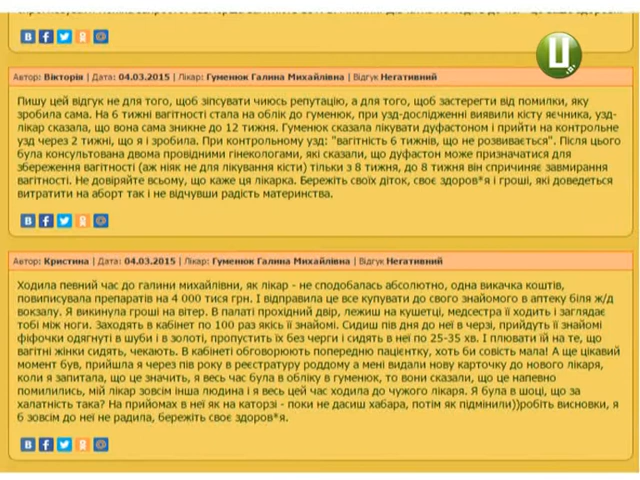 Ц
Автор: Вікторія | Дата: 04.03.2015 | Лікар: Гуменюк Галина Михайлівна | Відгук Негативний
Пишу цей відгук не для того, щоб зіпсувати чиюсь репутацію, а для того, щоб застерегти від помилки, яку
зробила сама. На 6 тижні вагітності стала на облік до гуменюк, при узд-дослідженні виявили кісту яєчника, узд-
лікар сказала, що вона сама зникне до 12 тижня. Гуменюк сказала лікувати дуфастоном і прийти на контрольне
узд через 2 тижні, що я і зробила. При контрольному узд: "вагітність 6 тижнів, що не розвивається". Після цього
була консультована двома провідними гінекологами, які сказали, що дуфастон може призначатися для
збереження вагітності (аж ніяк не для лікування кісти) тільки з 8 тижня, до 8 тижня він спричиняє завмирання
вагітності. Не довіряйте всьому, що каже ця лікарка. Бережіть своїх діток, своє здоров*я і гроші, які доведеться
витратити на аборт так і не відчувши радість материнства.
Автор: Кристина | Дата: 04.03.2015 | Лікар: Гуменюк Галина Михайлівна | Відгук Негативний
Ходила певний час до галини михайлівни, як лікар - не сподобалась абсолютно, одна викачка коштів,
повиписувала препаратів на 4 000 тися грн. І відправила це все купувати до свого знайомого в аптеку біля ж/д
вокзалу. Я викинула гроші на вітер. В палаті прохідний двір, лежиш на кушетці, медсестра її ходить і заглядає
тобі між ноги. Заходять в кабінет по 100 раз якісь її знайомі. Сидиш пів дня до неї в черзі, прийдуть її знайомі
фіфочки одягнуті в шуби і в золоті, пропустить їх без черги і сидять в неї по 25-35 хв. І плювати їй на те, що
вагітні жінки сидять, чекають. В кабінеті обговорюють попередню пацієнтку, хоть би совість мала! А ще цікавий
момент був, прийшла я через пів року в реєстратуру роддому а мені видали нову карточку до нового лікаря,
коли я запитала, що це значить, я весь час була в обліку в гуменюк, то вони сказали, що це напевно
помилились, мій лікар зовсім інша людина і я весь цей час ходила до чужого лікаря. Я була в шоці, що за
халатність така? На прийомах в неї як на каторзі - поки не дасиш хабара, потім як підмінили))робіть висновки, я
б зовсім до неї не радила, бережіть своє здоров*я.